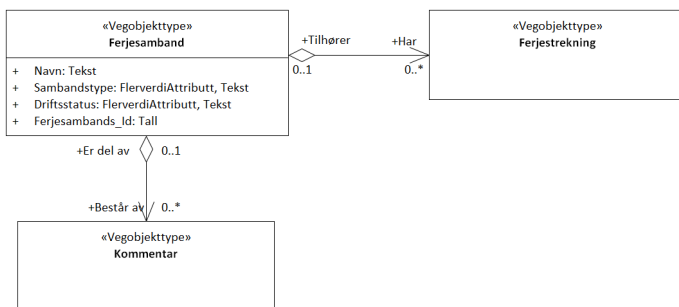 «Vegobjekttype»
Ferjesamband
+ Navn: Tekst
+ Sambandstype: FlerverdiAttributt, Tekst
+ Driftsstatus: FlerverdiAttributt, Tekst
+ Ferjesambands_Id: Tall
+Tilhører
+Har
0..1
0..*
«Vegobjekttype»
Ferjestrekning
+Er del av
0..1
+Består av
0..*
«Vegobjekttype»
Kommentar